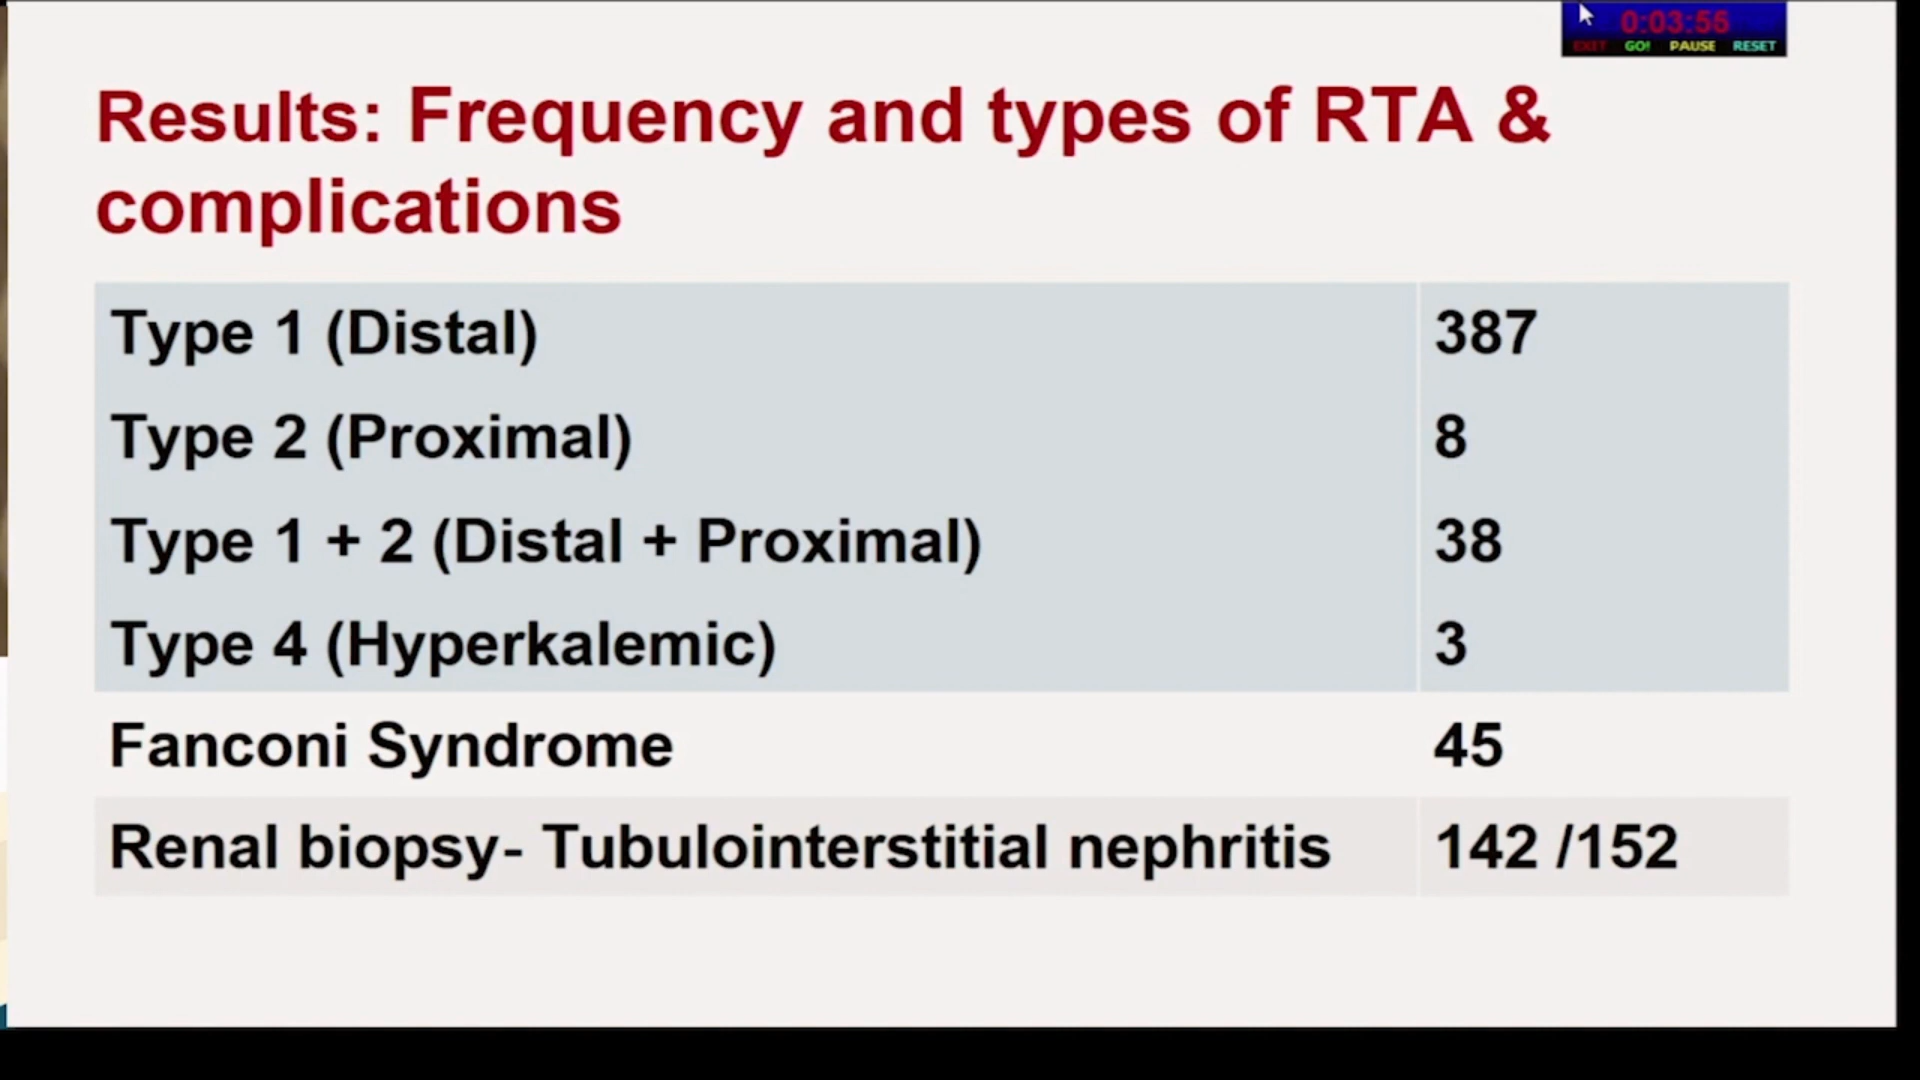 0:03:55
EXIT GO! PAUSE RESET
Results: Frequency and types of RTA &
complications
Type 1 (Distal) 387
Type 2 (Proximal) 8
Type 1 + 2 (Distal + Proximal) 38
Type 4 (Hyperkalemic) 3
Fanconi Syndrome 45
Renal biopsy- Tubulointerstitial nephritis 142 /152